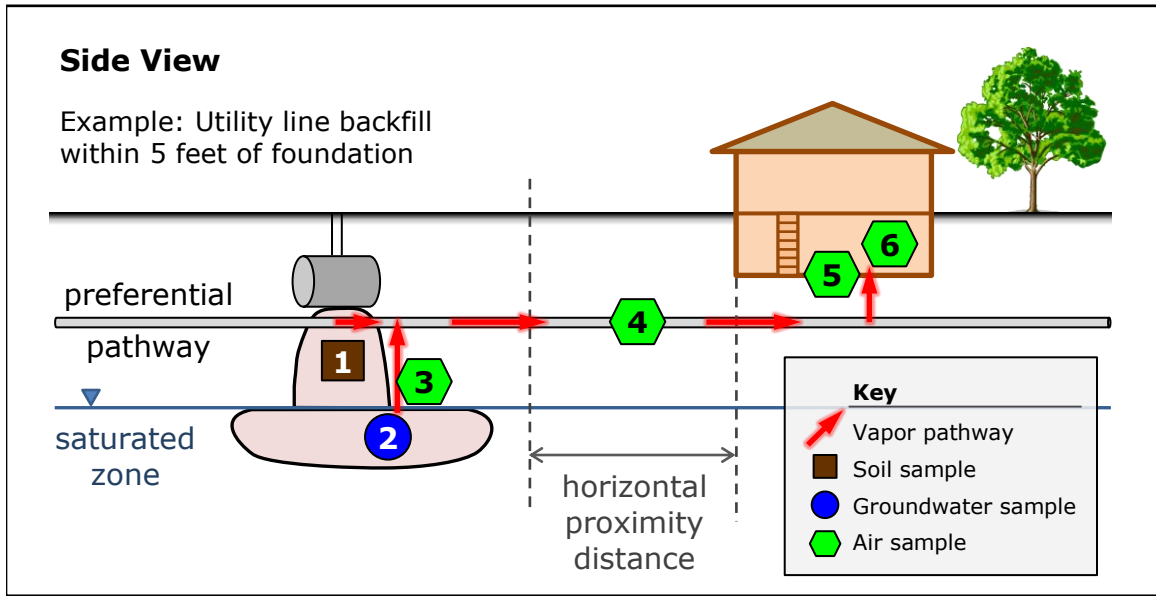 Side View
Example: Utility line backfill
within 5 feet of foundation
6
5
preferential
4
pathway
1
3
2
saturated
zone
horizontal
proximity
distance
Key
Vapor pathway
Soil sample
Groundwater sample
Air sample